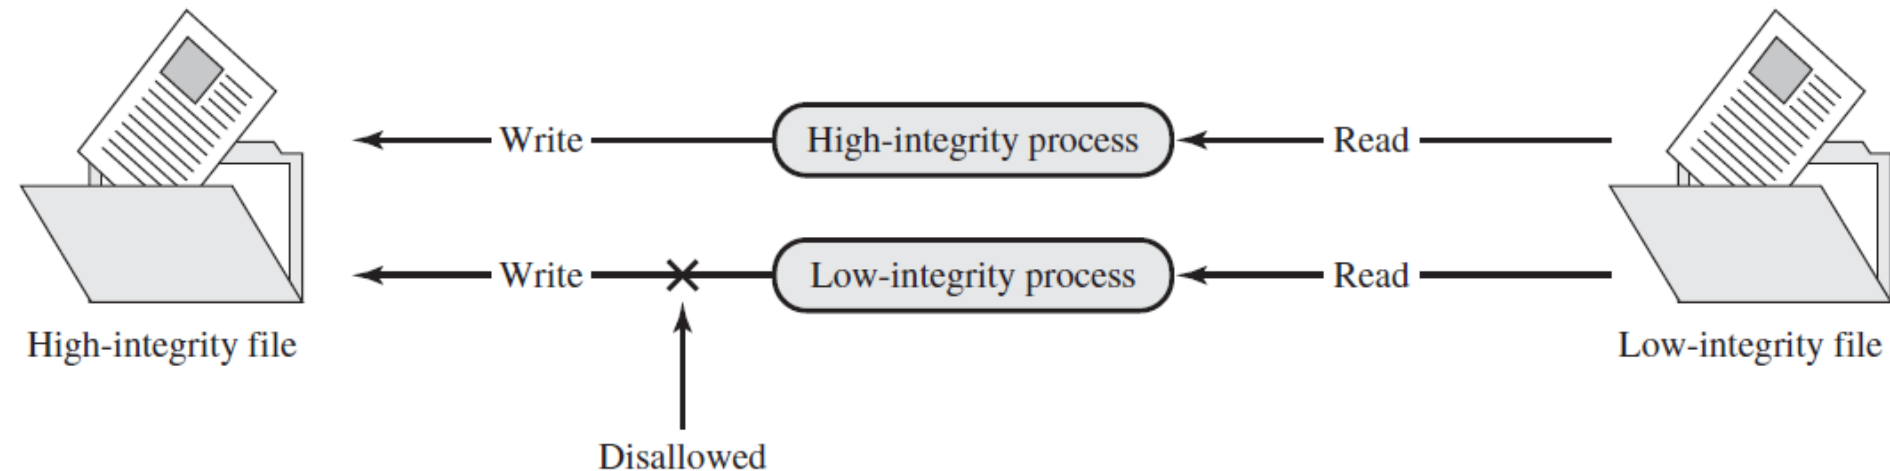 Write High-integrity process Read
Write Low-integrity process Read
High-integrity file Low-integrity file
Disallowed